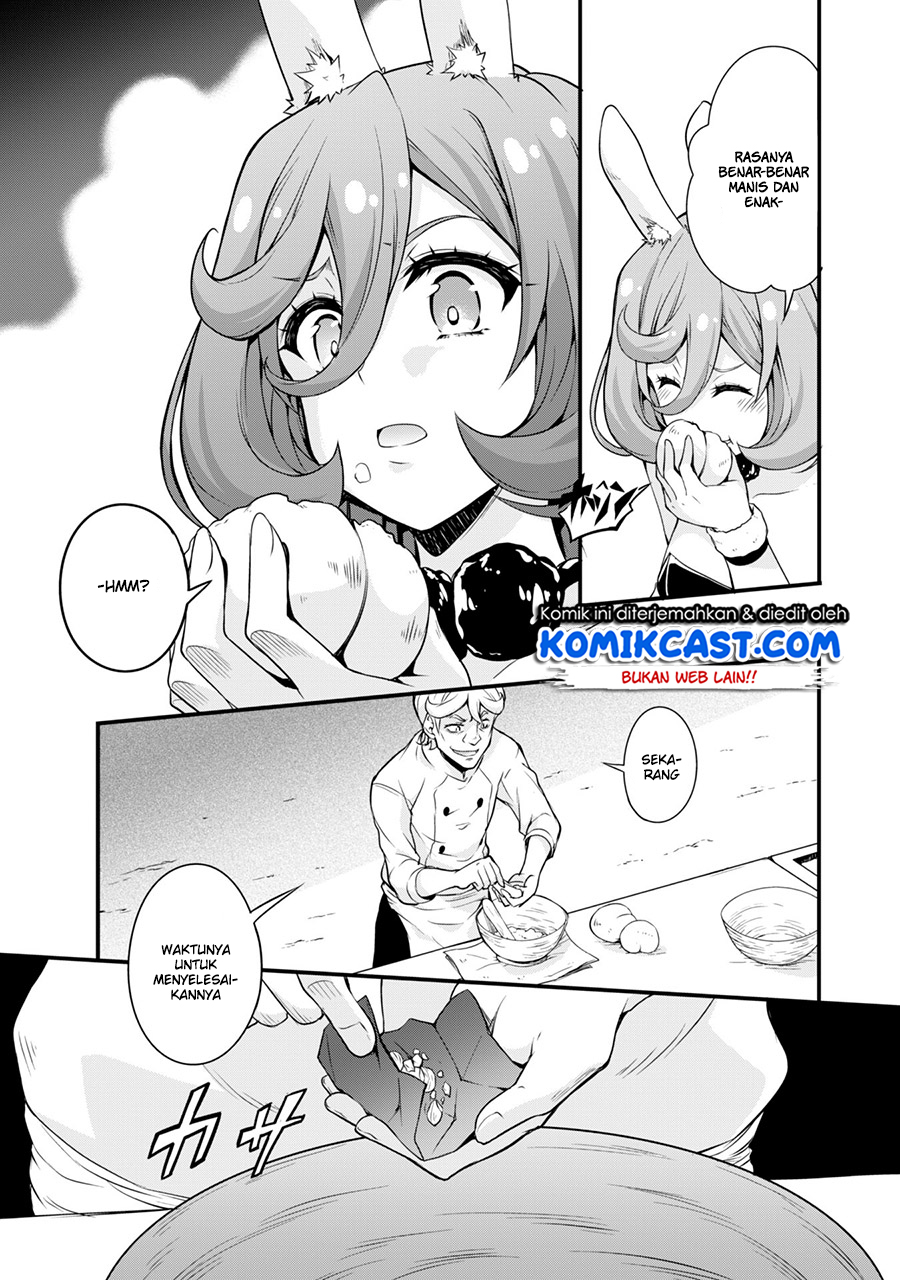 RASANYA
BENAR-BENAR
MANIS DAN
ENAK-
-HMM?
Komik ini diterjemahkan & diedit oleh
KOMIKCAST.COM
BUKAN WEB LAIN!!
SEKA-
RANG
WAKTUNYA
UNTUK
MENYELESAI-
KANNYA
カサ